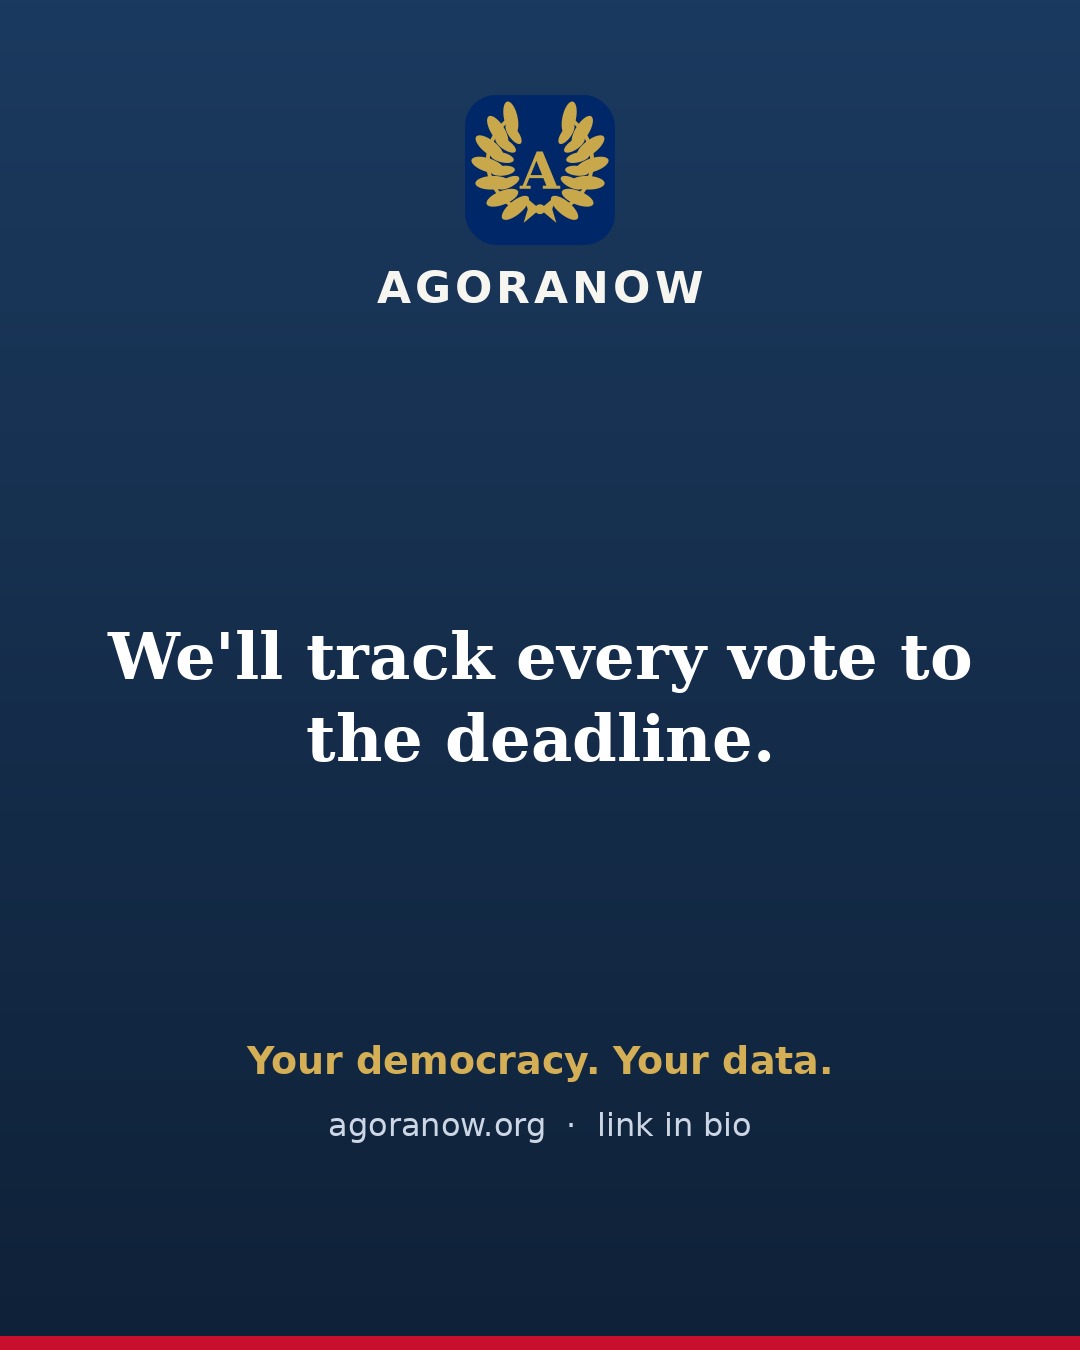 A
AGORANOW
We'll track every vote to
the deadline.
Your democracy. Your data.
agoranow.org · link in bio